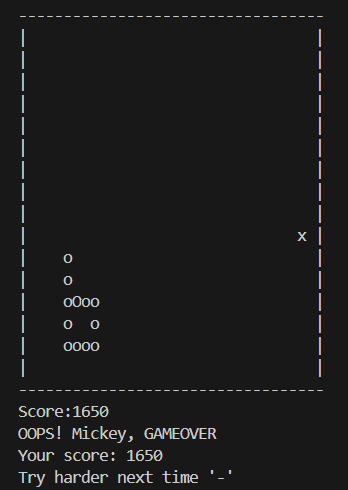 ----------------------------------
|                                |
|                                |
|                                |
|                                |
|                                |
|                                |
|                                |
|                                |
|                                |
|                              x |
|    o                           |
|    o                           |
|    oOoo                        |
|    o  o                        |
|    oooo                        |
|                                |
----------------------------------
Score:1650
OOPS! Mickey, GAMEOVER
Your score: 1650
Try harder next time '-'